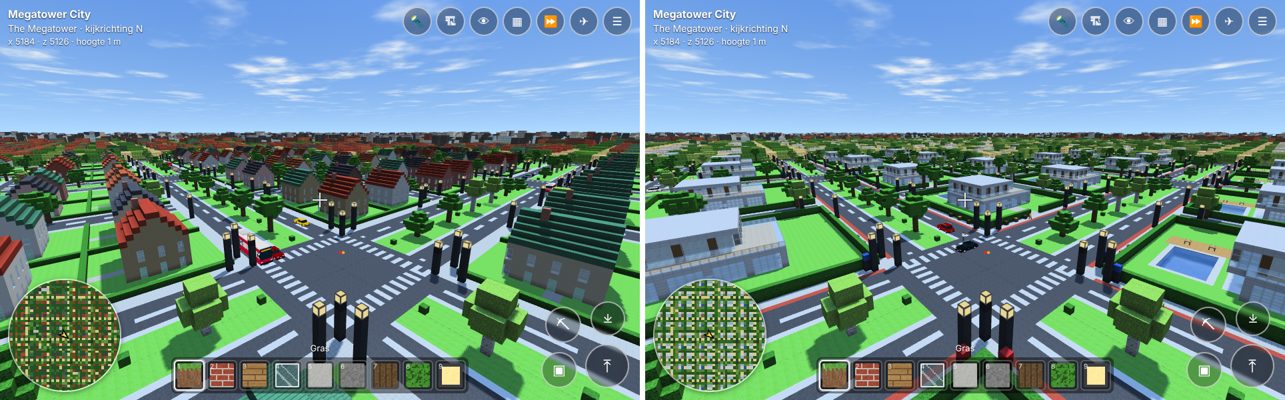 Megatower City
The Megatower · kijkrichting N
x 5184 · z 5126 · hoogte 1 m
Gras
Megatower City
The Megatower · kijkrichting N
x 5184 · z 5126 · hoogte 1 m
Gras